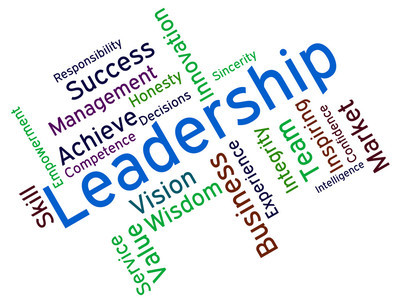 Responsibility
Success
Innovation
Management
Honesty
Sincerity
Empowerment
Achieve
Decisions
Competence
Leadership
Skill
Vision
Wisdom
Value
Service
Business
Experience
Integrity
Team
Inspiring
Confidence
Market
Intelligence